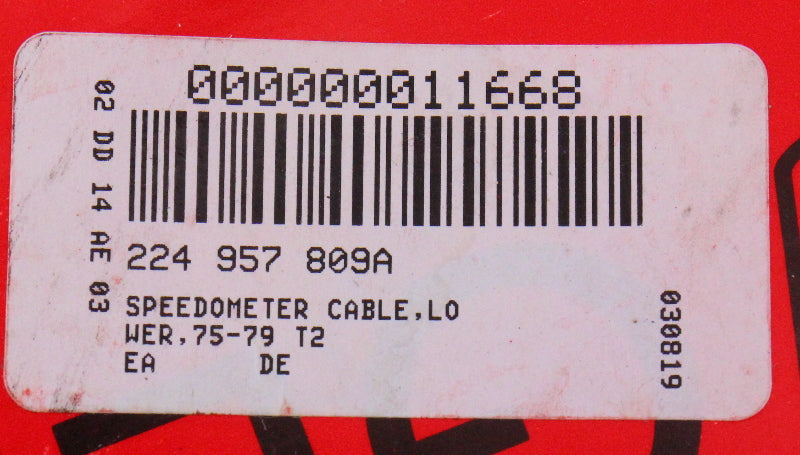 000000011668
02 DD 14 AE 03
224 957 809A
SPEEDOMETER CABLE,LO
WER,75-79 T2
EA DE
030819